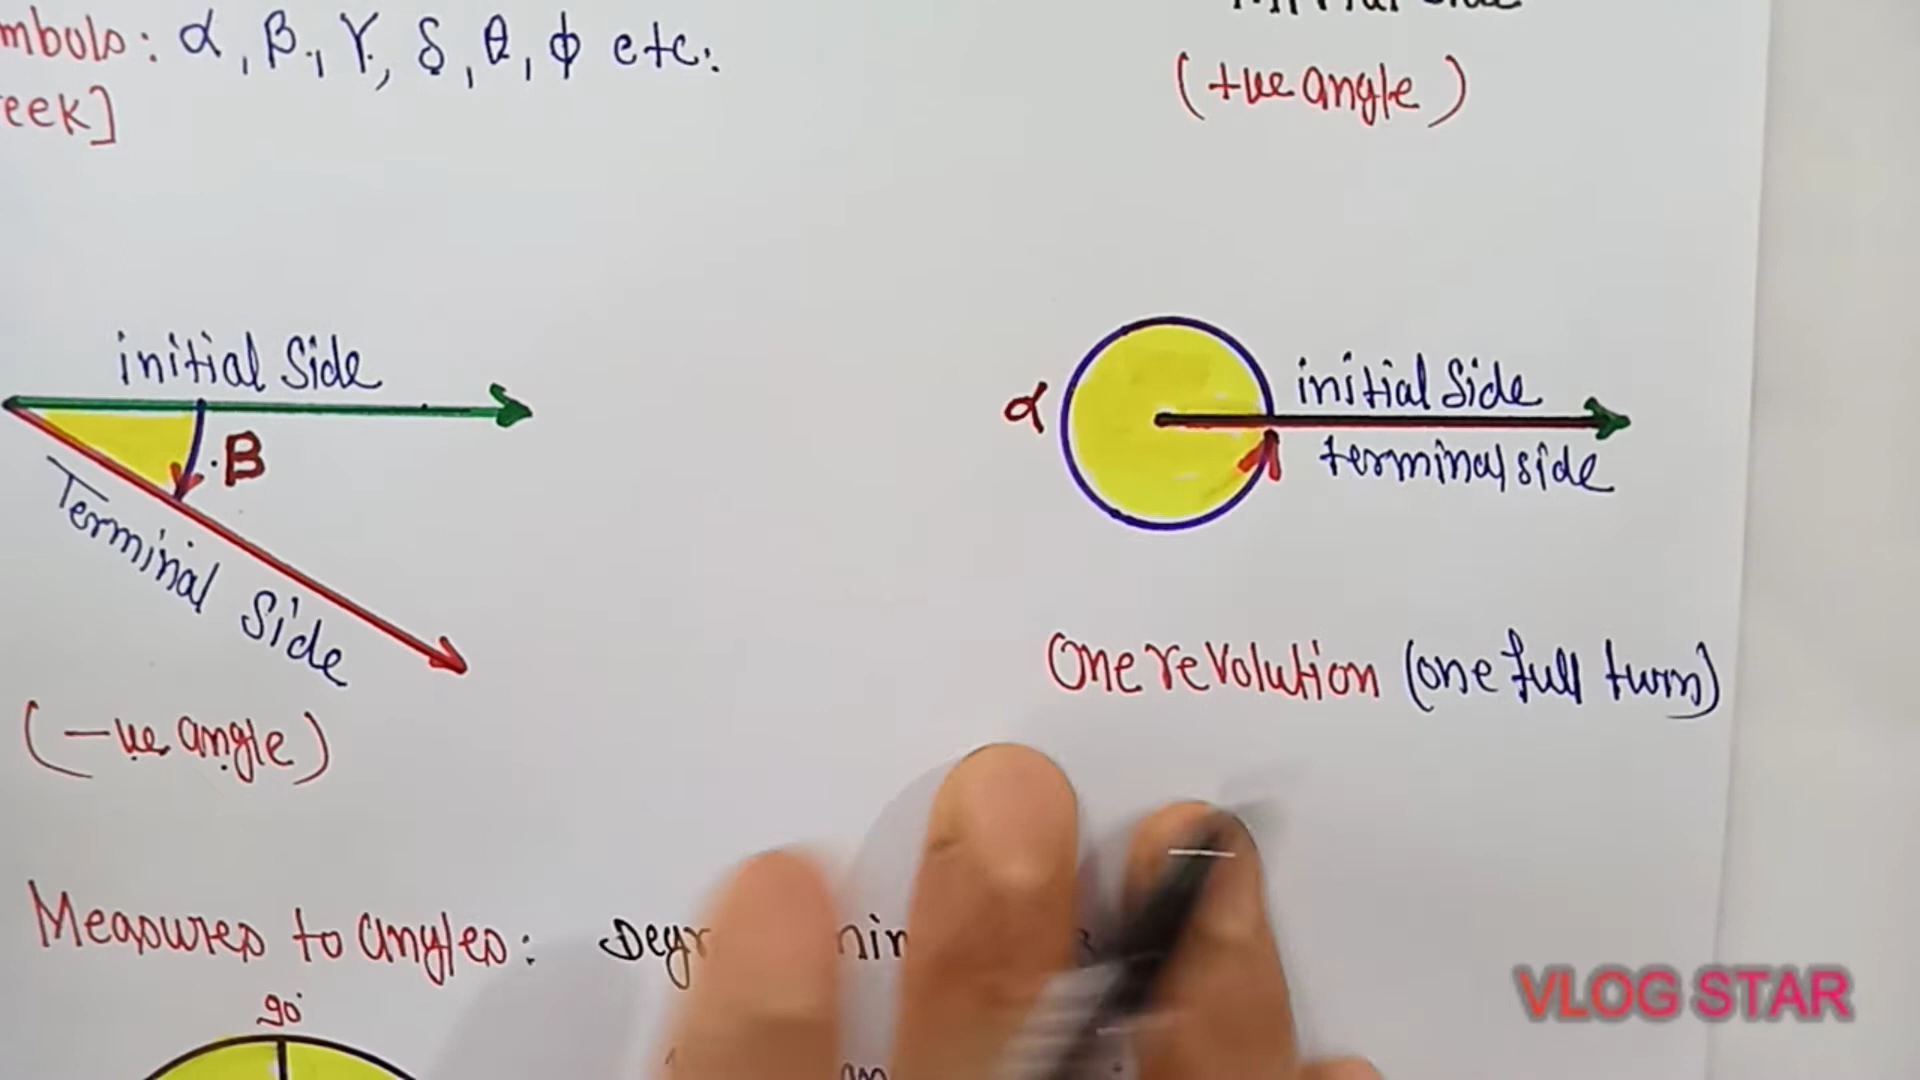 mbols: α, β, γ, δ, θ, φ etc.
eek]
(+ve angle)
initial Side
β
Terminal Side
(-ve angle)
α
initial Side
terminal side
One revolution (one full turn)
Measures to angles:
90°
VLOG STAR